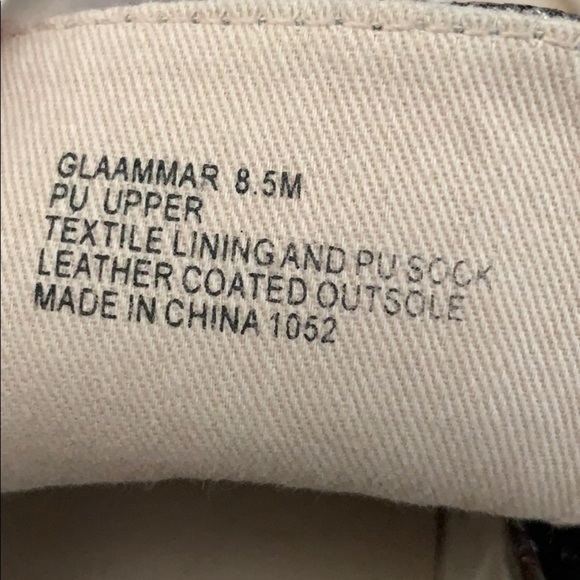 GLAAMMAR 8.5M
PU UPPER
TEXTILE LINING AND PU SOCK
LEATHER COATED OUTSOLE
MADE IN CHINA 1052